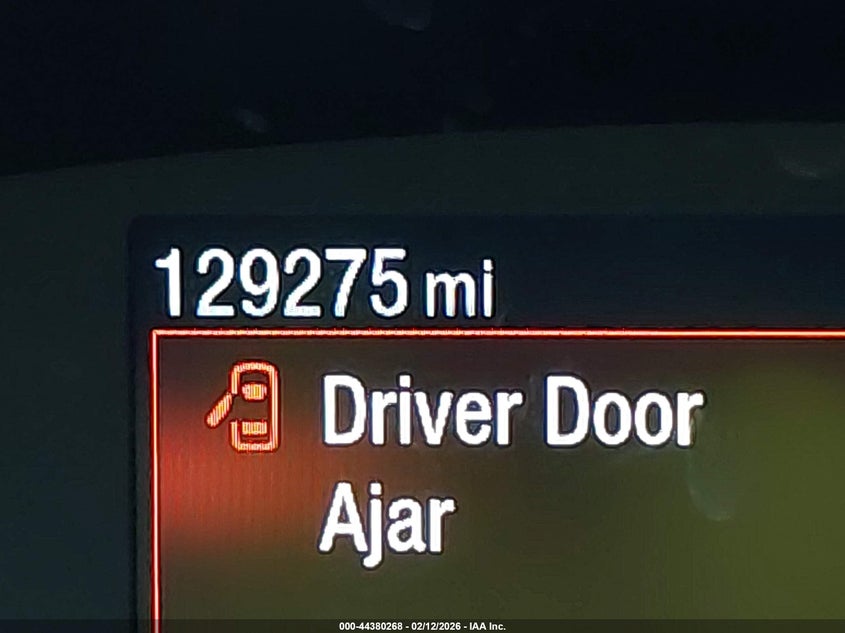 129275 mi
Driver Door
Ajar
000-44380268 - 02/12/2026 - IAA Inc.